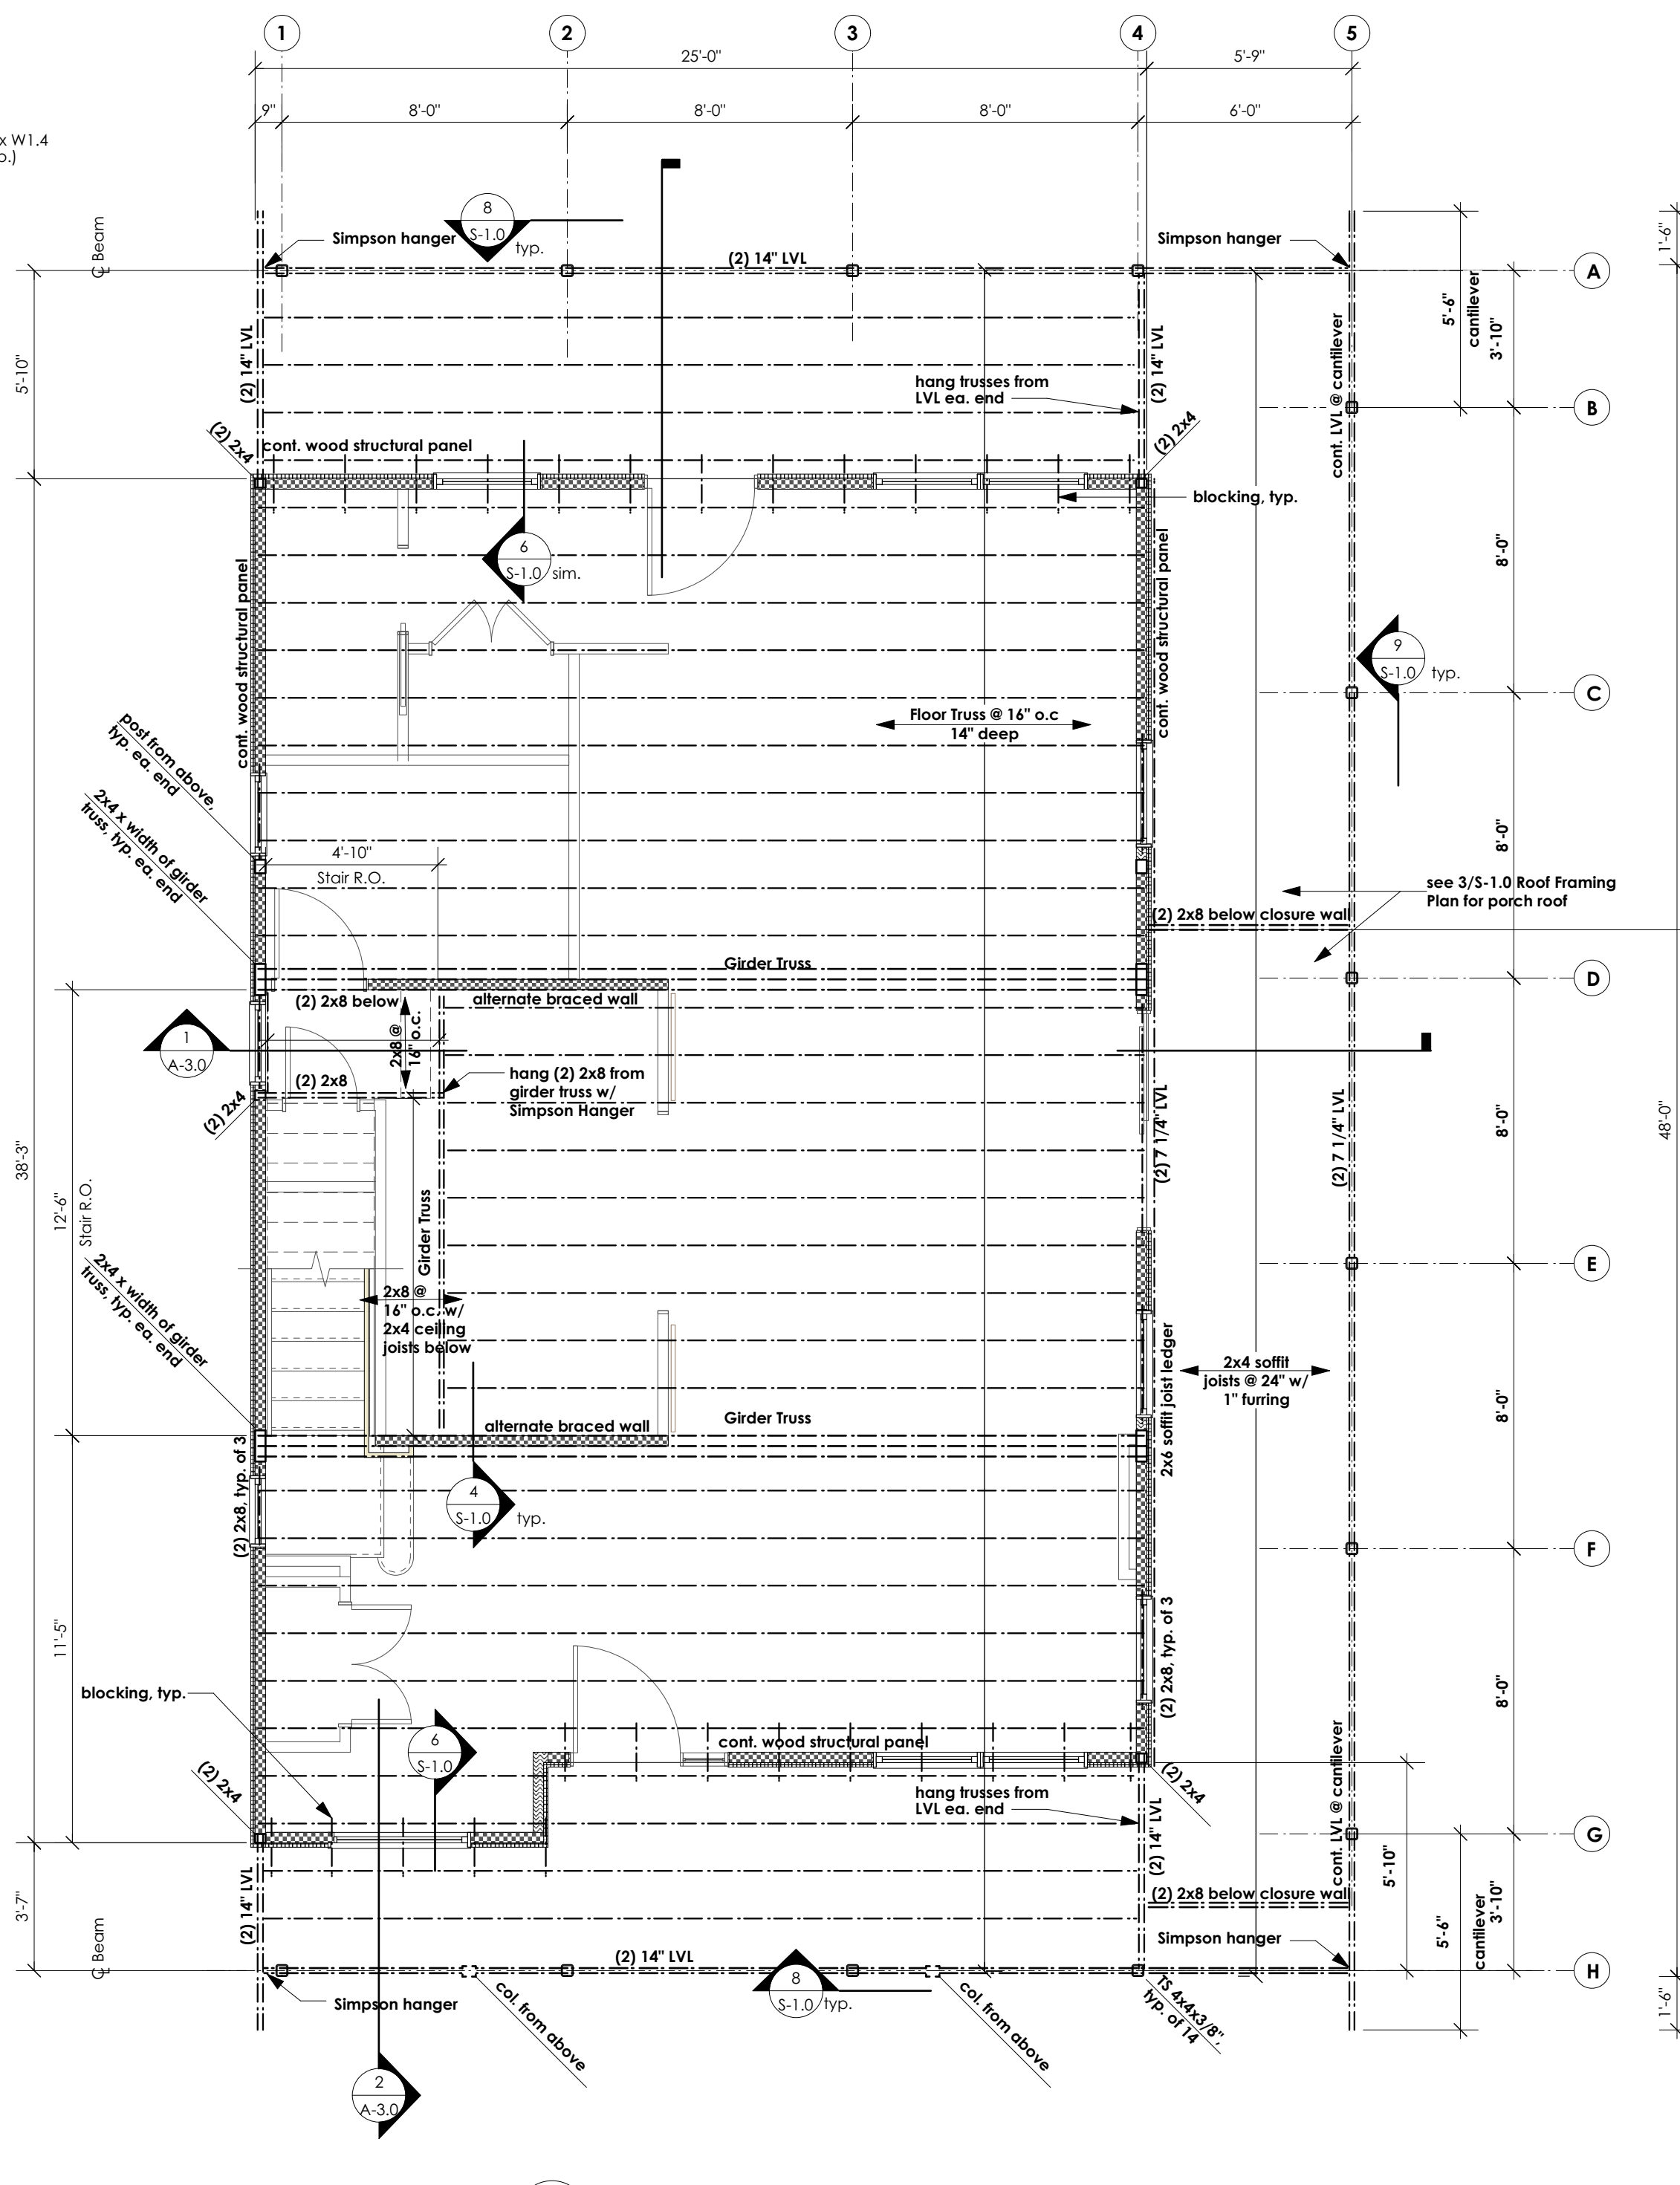 1
2
3
4
5
25'-0"
5'-9"
9"
8'-0"
8'-0"
8'-0"
6'-0"
x W1.4
.)
8
S-1.0
typ.
Simpson hanger
Simpson hanger
℄ Beam
(2) 14" LVL
A
1'-6"
5'-6"
cantilever
3'-10"
5'-10"
(2) 14" LVL
(2) 14" LVL
cont. LVL @ cantilever
hang trusses from
LVL ea. end
B
(2) 2x4
cont. wood structural panel
(2) 2x4
blocking, typ.
6
S-1.0
sim.
8'-0"
cont. wood structural panel
cont. wood structural panel
9
S-1.0
typ.
C
Floor Truss @ 16" o.c
14" deep
post from above,
typ. ea. end
2x4 x width of girder
truss, typ. ea. end
4'-10"
Stair R.O.
8'-0"
see 3/S-1.0 Roof Framing
Plan for porch roof
(2) 2x8 below closure wall
Girder Truss
D
(2) 2x8 below
alternate braced wall
1
A-3.0
2x8 @
16" o.c.
(2) 2x8
hang (2) 2x8 from
girder truss w/
Simpson Hanger
(2) 2x4
(2) 7 1/4" LVL
(2) 7 1/4" LVL
8'-0"
48'-0"
38'-3"
12'-6"
Stair R.O.
Girder Truss
E
2x4 x width of girder
truss, typ. ea. end
2x8 @
16" o.c. w/
2x4 ceiling
joists below
2x6 soffit joist ledger
2x4 soffit
joists @ 24" w/
1" furring
8'-0"
Girder Truss
alternate braced wall
(2) 2x8, typ. of 3
4
S-1.0
typ.
F
11'-5"
(2) 2x8, typ. of 3
8'-0"
blocking, typ.
6
S-1.0
cont. wood structural panel
(2) 2x4
(2) 2x4
hang trusses from
LVL ea. end
cont. LVL @ cantilever
G
(2) 14" LVL
(2) 14" LVL
5'-10"
3'-7"
(2) 2x8 below closure wall
5'-6"
cantilever
3'-10"
℄ Beam
(2) 14" LVL
Simpson hanger
H
8
S-1.0
typ.
Simpson hanger
col. from above
col. from above
TS 4x4x3/8",
typ. of 14
1'-6"
2
A-3.0